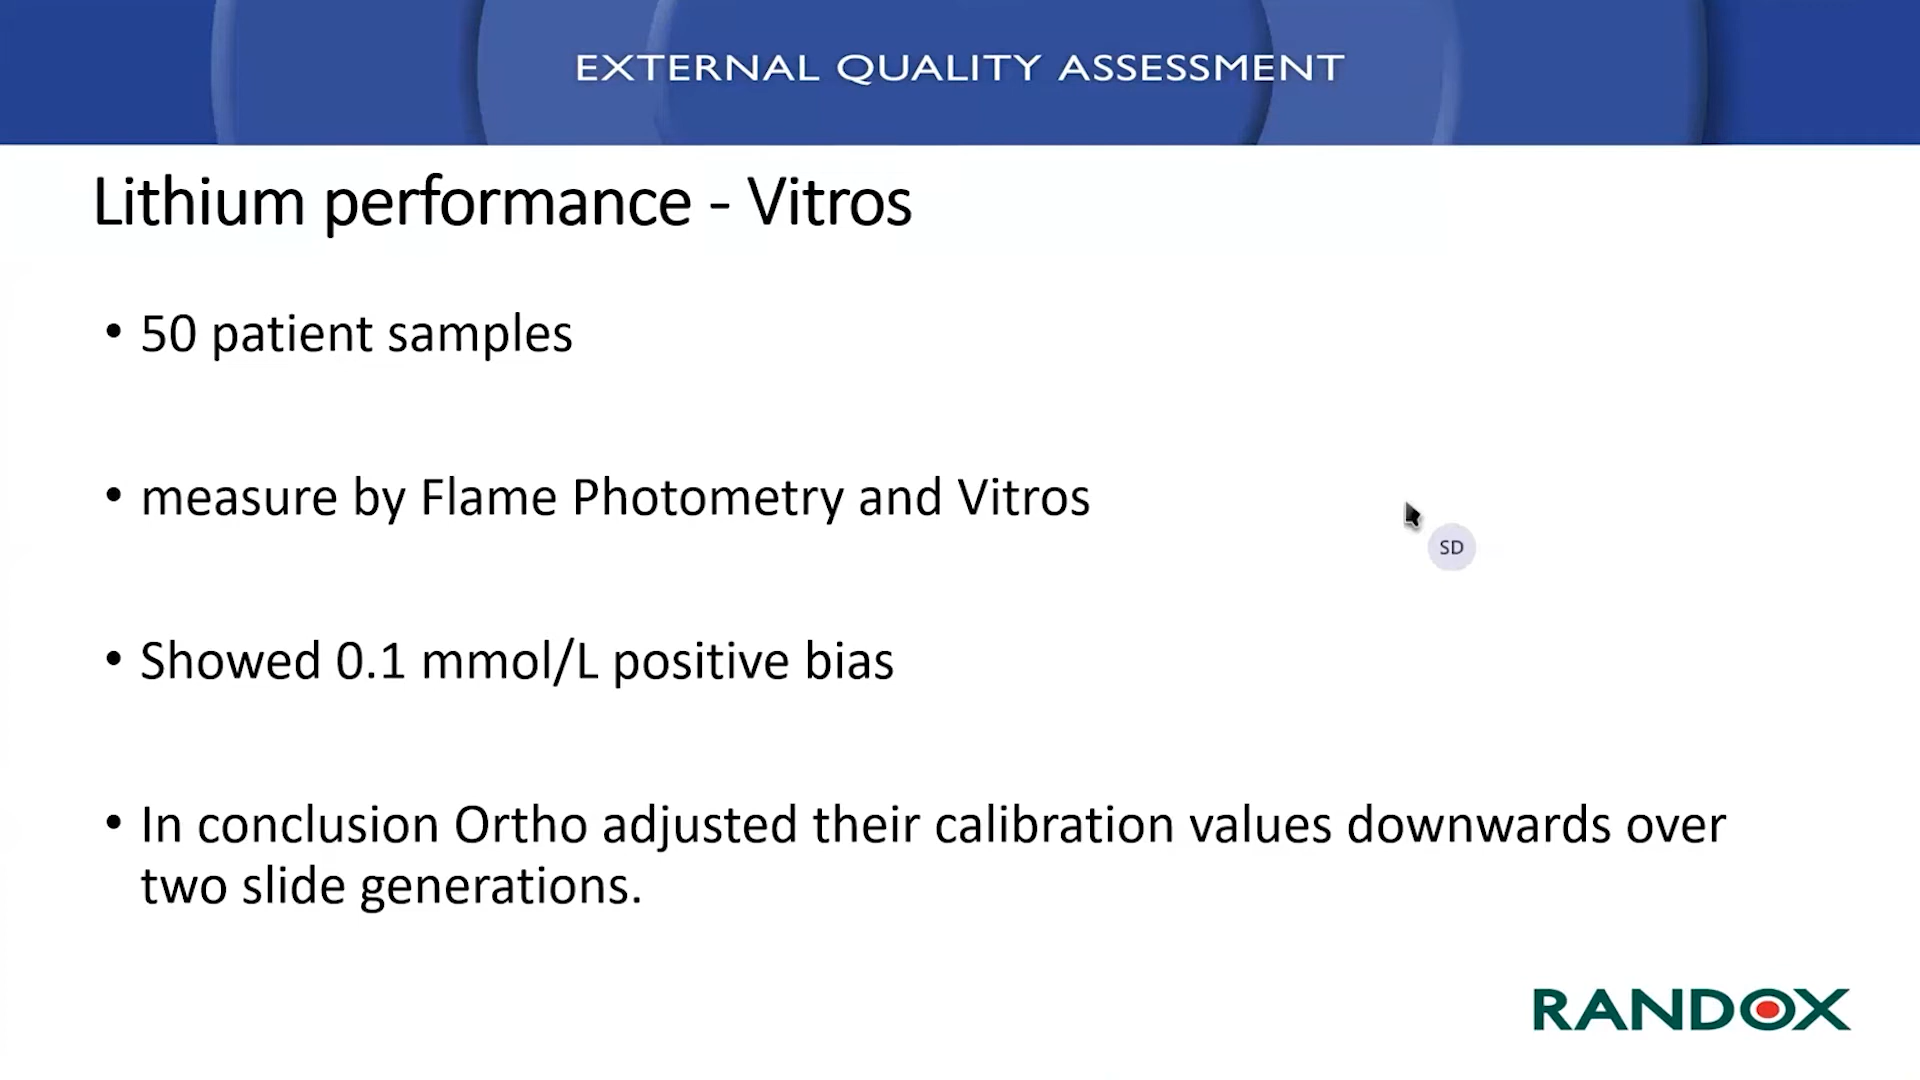 EXTERNAL QUALITY ASSESSMENT
Lithium performance - Vitros
• 50 patient samples
• measure by Flame Photometry and Vitros
SD
• Showed 0.1 mmol/L positive bias
• In conclusion Ortho adjusted their calibration values downwards over
two slide generations.
RANDOX